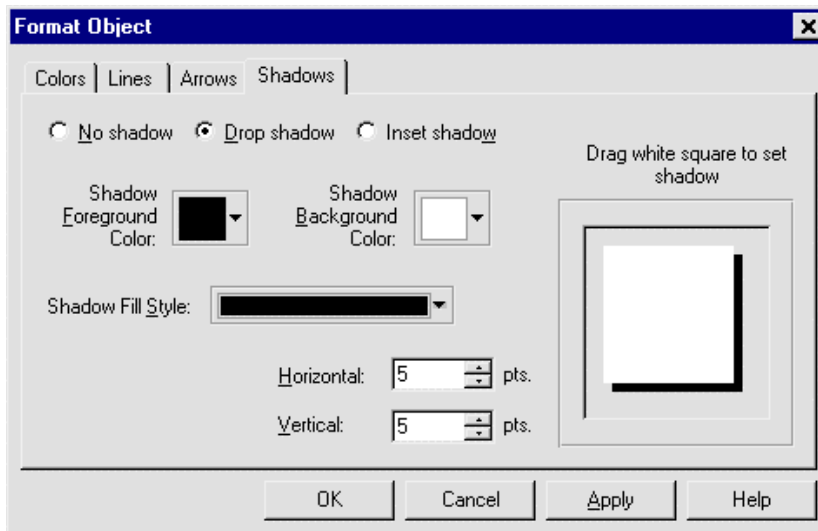 Format Object
Colors Lines Arrows Shadows
No shadow Drop shadow Inset shadow
Drag white square to set
shadow
Shadow
Foreground
Color:
Shadow
Background
Color:
Shadow Fill Style:
Horizontal: 5 pts.
Vertical: 5 pts.
OK Cancel Apply Help